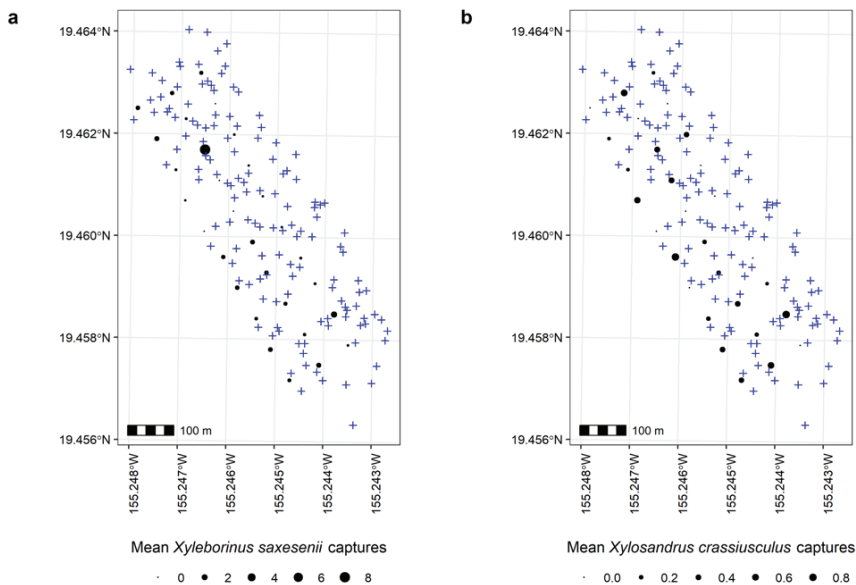 a
19.464°N
19.462°N
19.460°N
19.458°N
19.456°N
100 m
155.248°W
155.247°W
155.246°W
155.245°W
155.244°W
155.243°W
Mean Xyleborinus saxesenii captures
0 2 4 6 8
b
19.464°N
19.462°N
19.460°N
19.458°N
19.456°N
100 m
155.248°W
155.247°W
155.246°W
155.245°W
155.244°W
155.243°W
Mean Xylosandrus crassiusculus captures
0.0 0.2 0.4 0.6 0.8